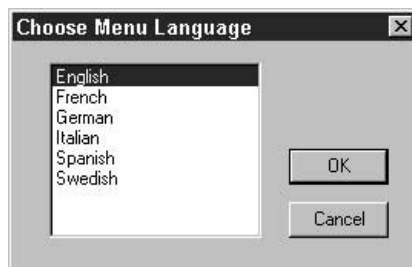 Choose Menu Language
English
French
German
Italian
Spanish
Swedish
OK
Cancel